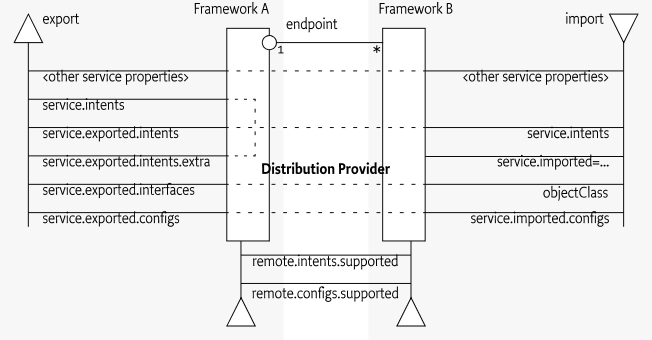 Framework A
Framework B
export
endpoint
import
1
*
<other service properties>
<other service properties>
service.intents
service.exported.intents
service.intents
service.exported.intents.extra
service.imported=...
Distribution Provider
service.exported.interfaces
objectClass
service.exported.configs
service.imported.configs
remote.intents.supported
remote.configs.supported